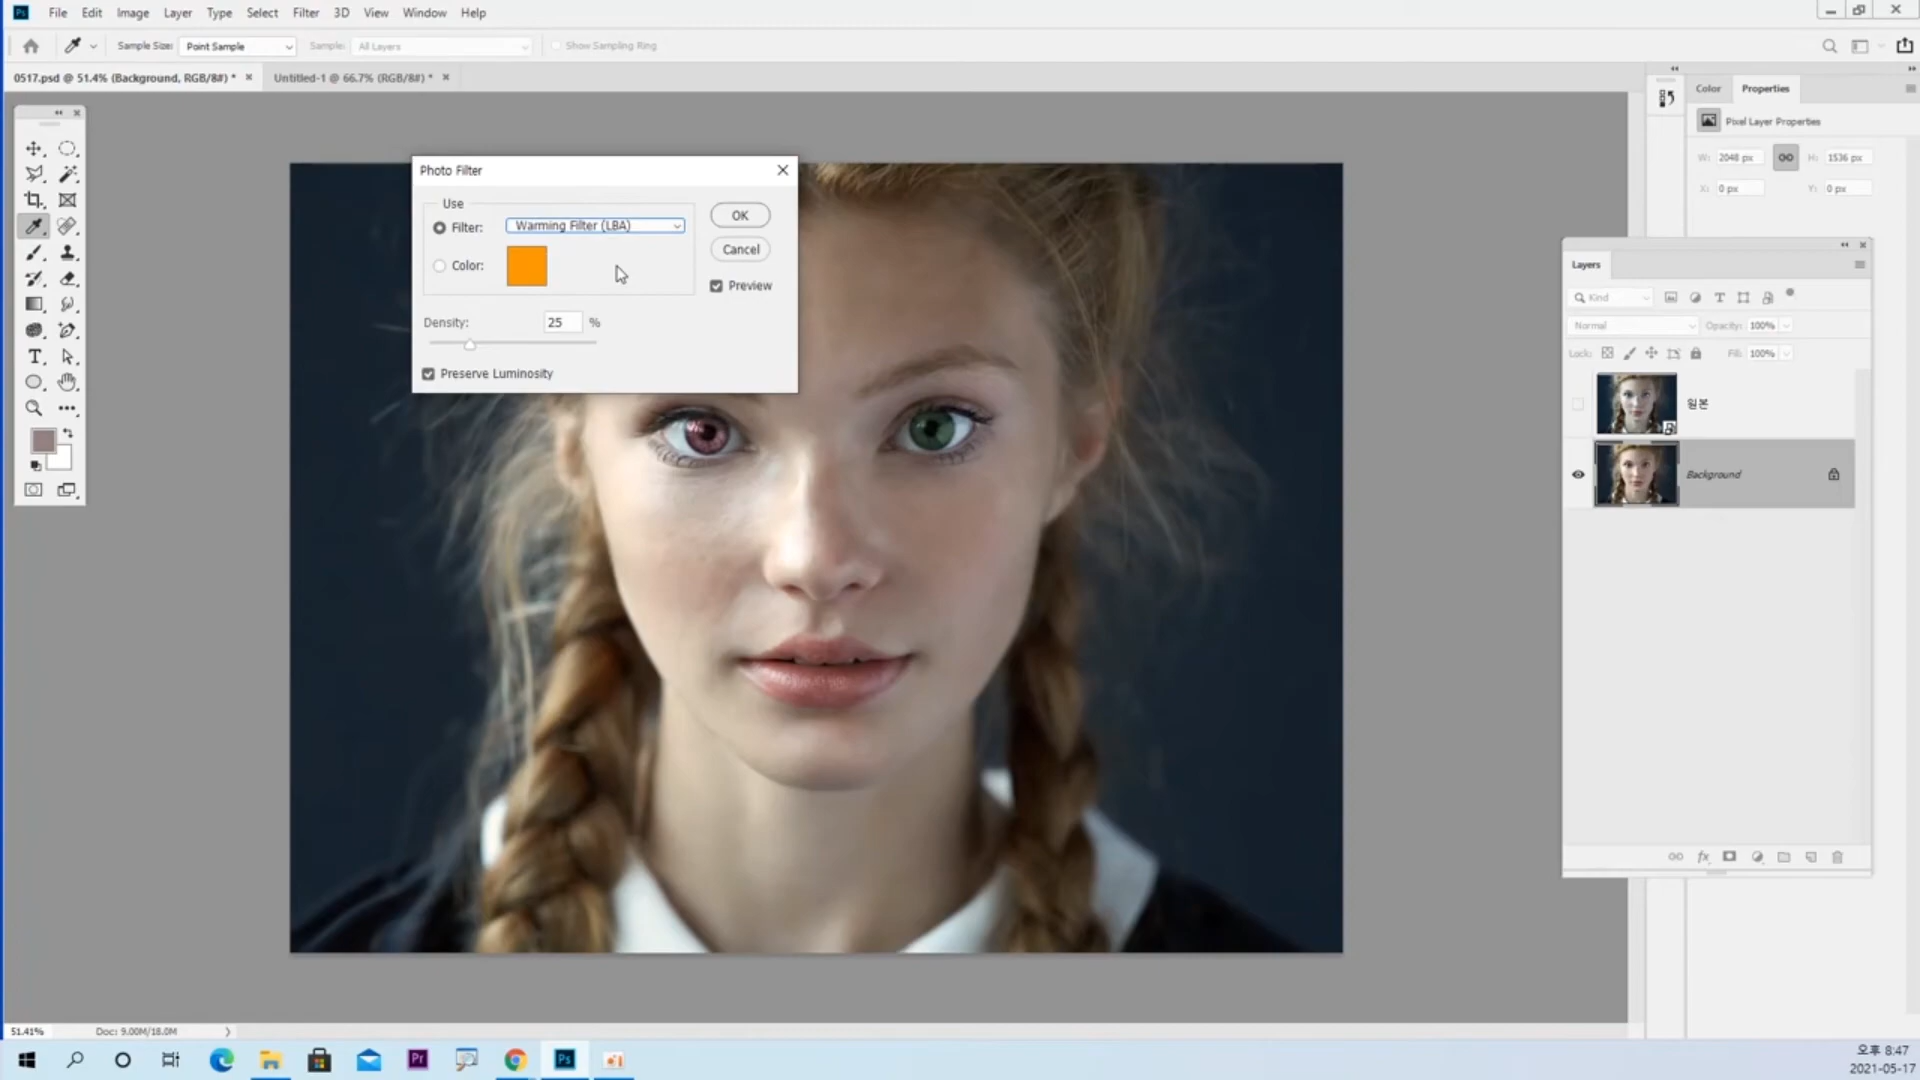 Ps File Edit Image Layer Type Select Filter 3D View Window Help
Sample Size: Point Sample Sample: All Layers Show Sampling Ring
0517.psd @ 51.4% (Background, RGB/8#) * Untitled-1 @ 66.7% (RGB/8#) *
Color Properties
Pixel Layer Properties
W: 2048 px H: 1536 px
X: 0 px Y: 0 px
Photo Filter
Use
Filter: Warming Filter (LBA)
Color:
OK
Cancel
Preview
Density: 25 %
Preserve Luminosity
Layers
Kind
Normal Opacity: 100%
Lock: Fill: 100%
원본
Background
fx
51.41% Doc: 9.00M/18.0M
Pr Ps
오후 8:47
2021-05-17